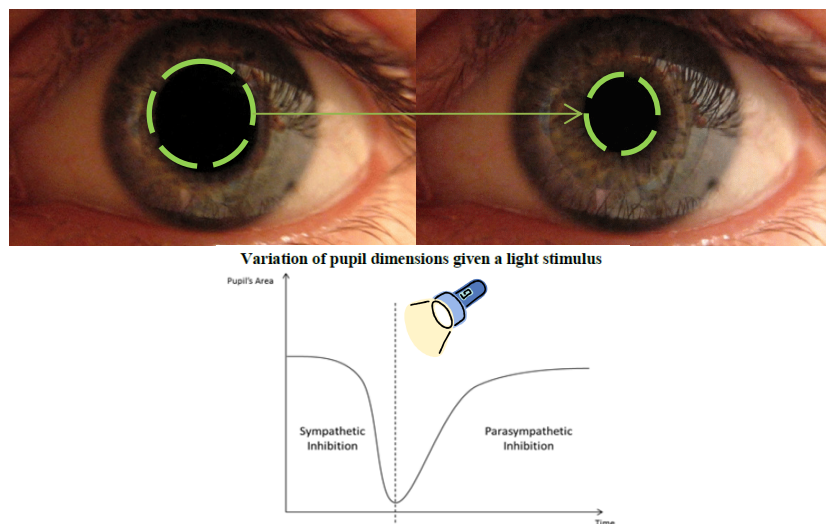 Variation of pupil dimensions given a light stimulus
Pupil's Area
Sympathetic
Inhibition
Parasympathetic
Inhibition
Time